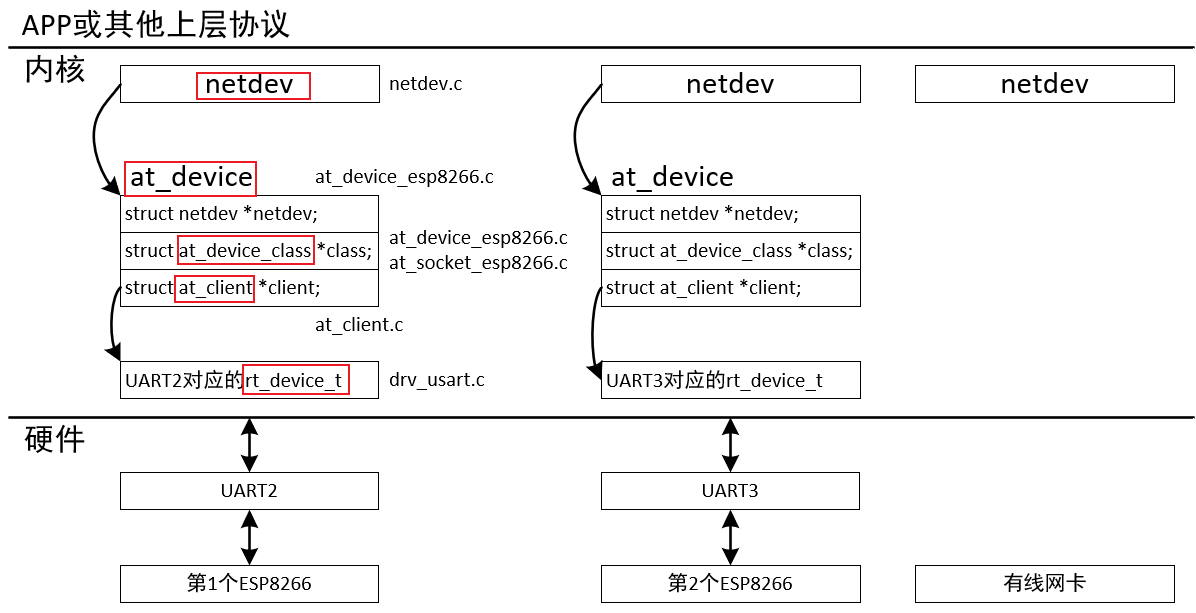 APP或其他上层协议
内核
netdev netdev.c netdev netdev
at_device at_device_esp8266.c at_device
struct netdev *netdev; struct netdev *netdev;
struct at_device_class *class; at_device_esp8266.c struct at_device_class *class;
at_socket_esp8266.c
struct at_client *client; struct at_client *client;
at_client.c
UART2对应的rt_device_t drv_usart.c UART3对应的rt_device_t
硬件
UART2 UART3
第1个ESP8266 第2个ESP8266 有线网卡